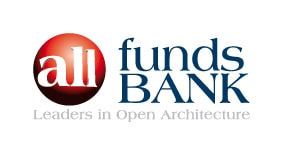 all funds
BANK
Leaders in Open Architecture